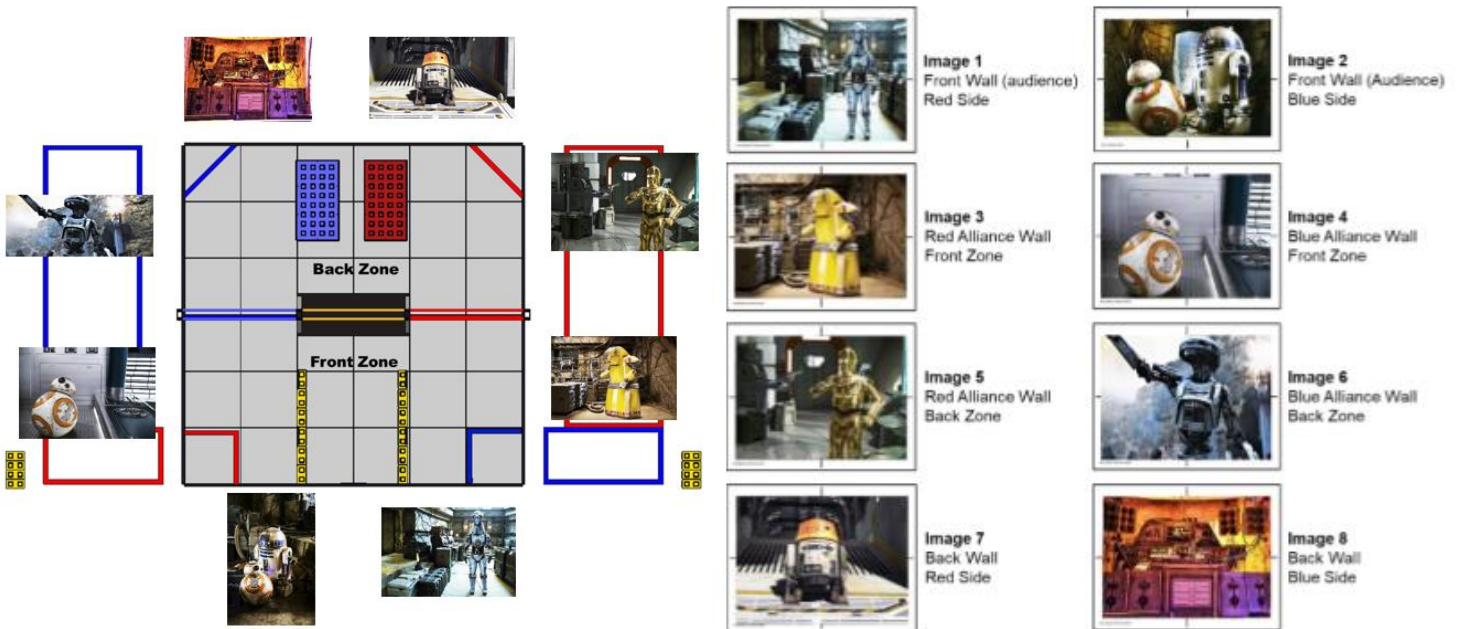 Back Zone
Front Zone
Image 1
Front Wall (audience)
Red Side
Image 2
Front Wall (Audience)
Blue Side
Image 3
Red Alliance Wall
Front Zone
Image 4
Blue Alliance Wall
Front Zone
Image 5
Red Alliance Wall
Back Zone
Image 6
Blue Alliance Wall
Back Zone
Image 7
Back Wall
Red Side
Image 8
Back Wall
Blue Side